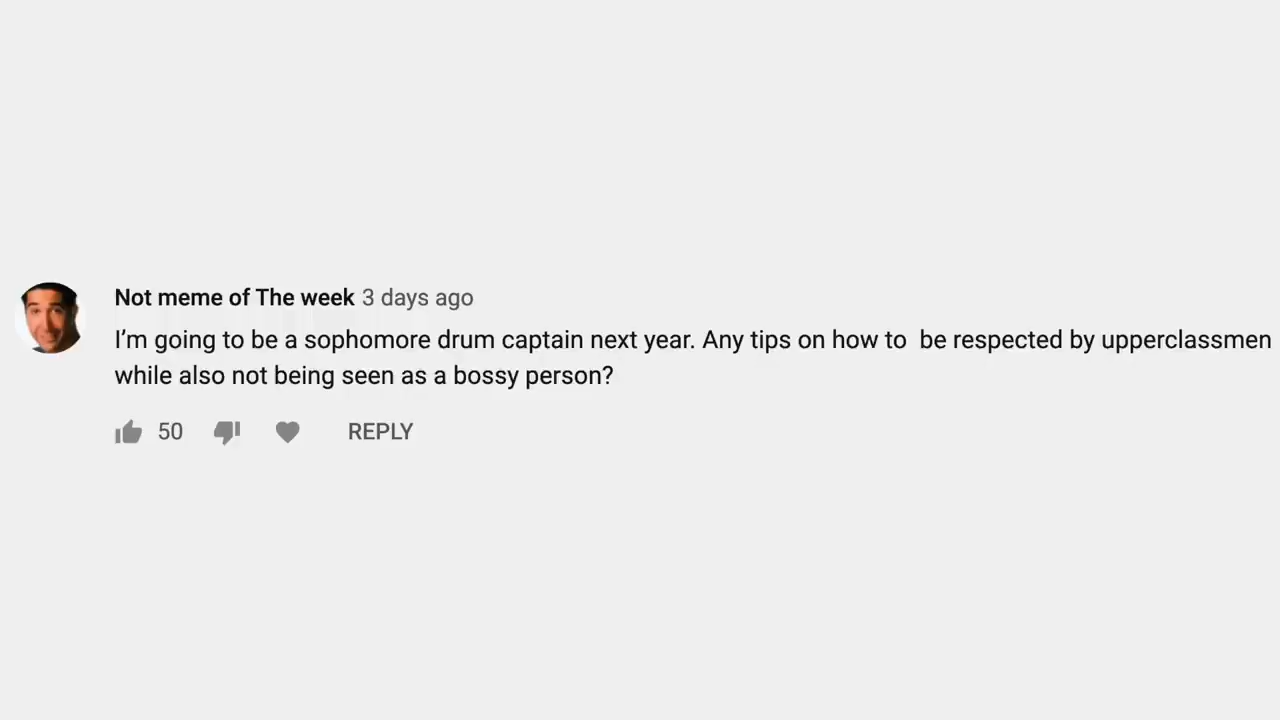 Not meme of The week 3 days ago
I'm going to be a sophomore drum captain next year. Any tips on how to  be respected by upperclassmen
while also not being seen as a bossy person?
50 REPLY